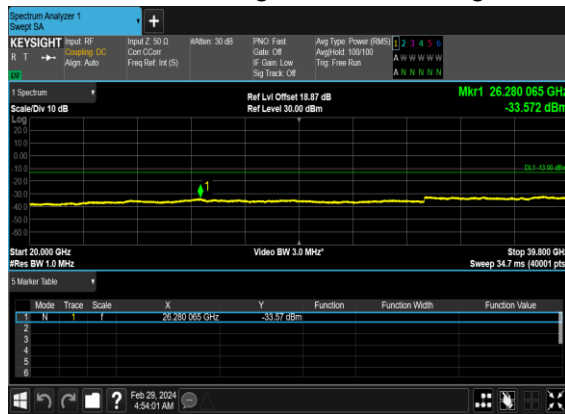 Spectrum Analyzer 1
Swept SA
KEYSIGHT Input: RF Input Z: 50 Ω #Atten: 30 dB PNO: Fast Avg Type: Power (RMS) 1 2 3 4 5 6
R T Coupling: DC Corr CCorr Gate: Off Avg|Hold: 100/100 A W W W W W
Align: Auto Freq Ref: Int (S) IF Gain: Low Trig: Free Run
LW Sig Track: Off A N N N N N
1 Spectrum Ref Lvl Offset 18.87 dB Mkr1 26.280 065 GHz
Scale/Div 10 dB Ref Level 30.00 dBm -33.572 dBm
Log
20.0
10.0
0.00
-10.0 DL1 -13.00 dBm
-20.0
-30.0 1
-40.0
-50.0
-60.0
Start 20.000 GHz Video BW 3.0 MHz* Stop 39.800 GHz
#Res BW 1.0 MHz Sweep 34.7 ms (40001 pts)
5 Marker Table
Mode Trace Scale X Y Function Function Width Function Value
1 N 1 f 26.280 065 GHz -33.57 dBm
2
3
4
5
6
? Feb 29, 2024
4:54:01 AM